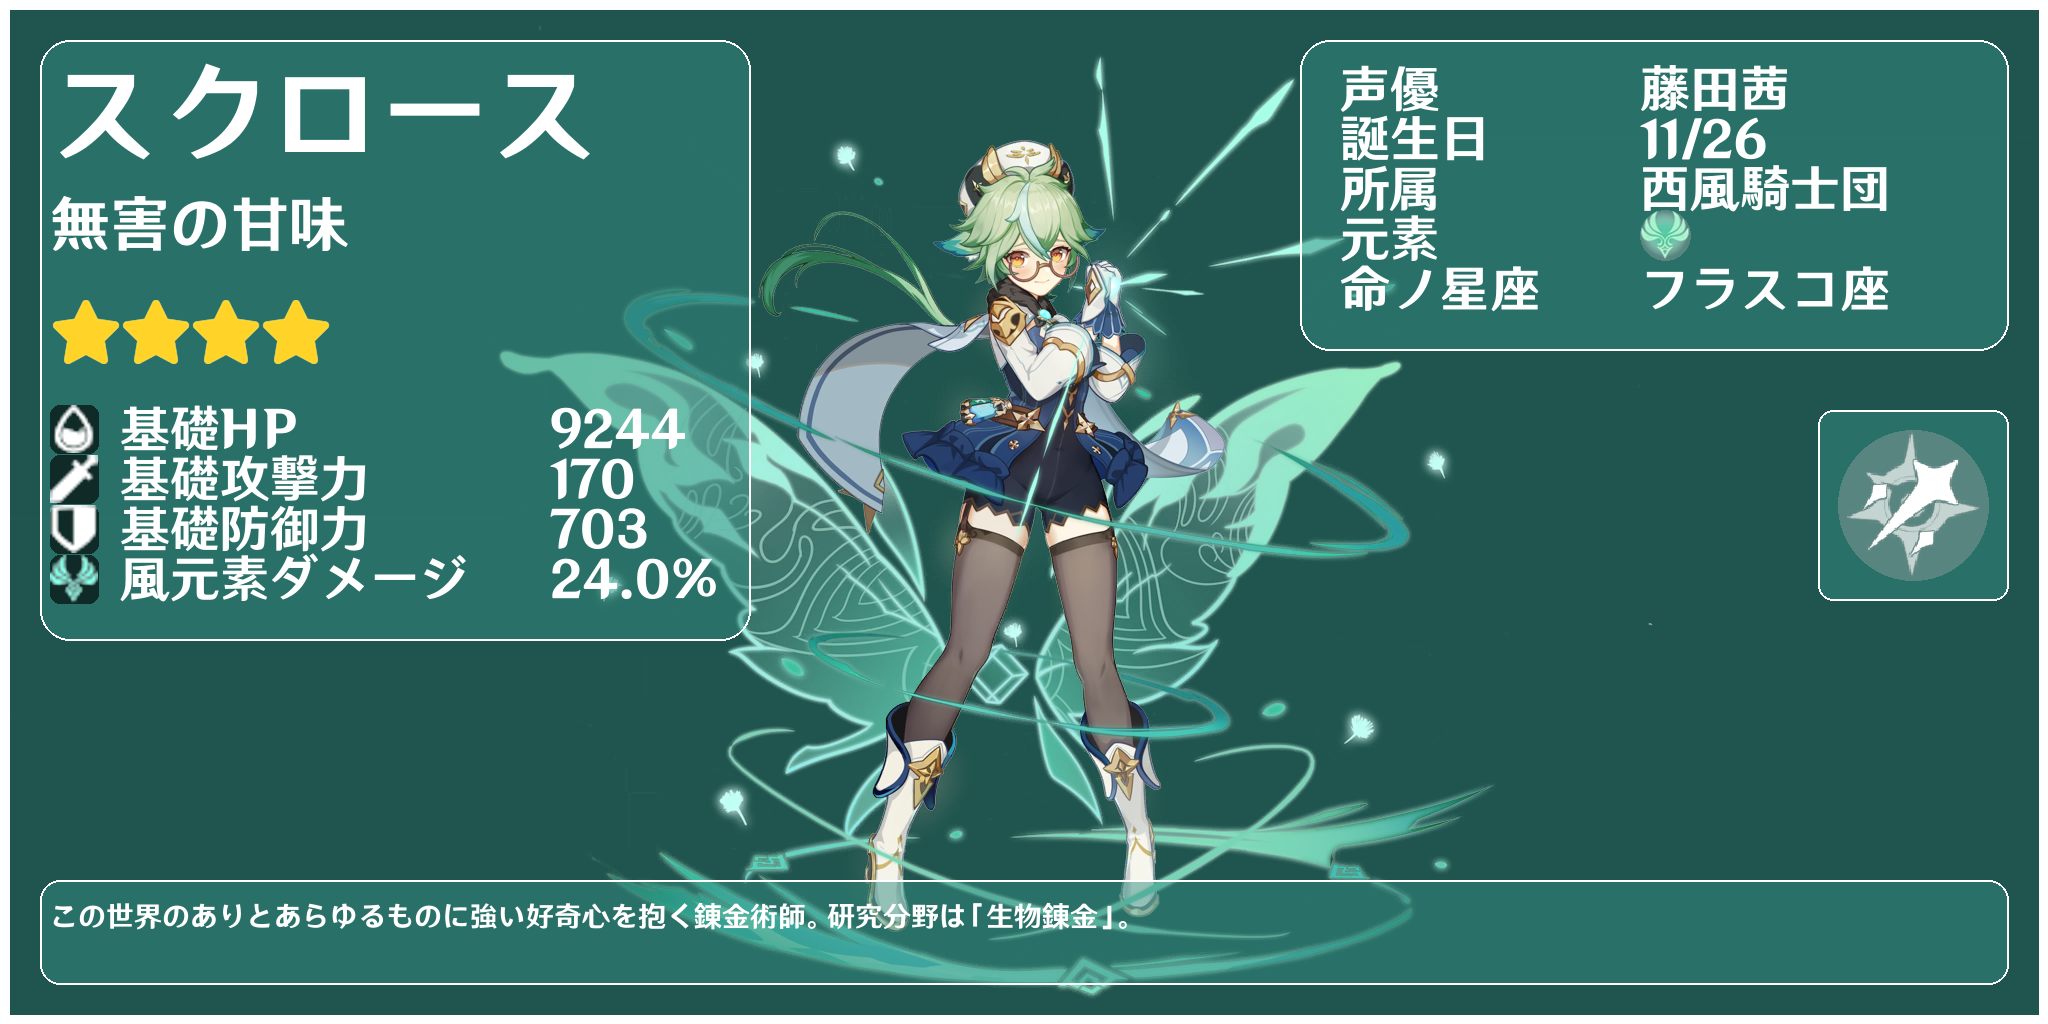 スクロース
無害の甘味
基礎HP 9244
基礎攻撃力 170
基礎防御力 703
風元素ダメージ 24.0%
声優 藤田茜
誕生日 11/26
所属 西風騎士団
元素
命ノ星座 フラスコ座
この世界のありとあらゆるものに強い好奇心を抱く錬金術師。研究分野は「生物錬金」。